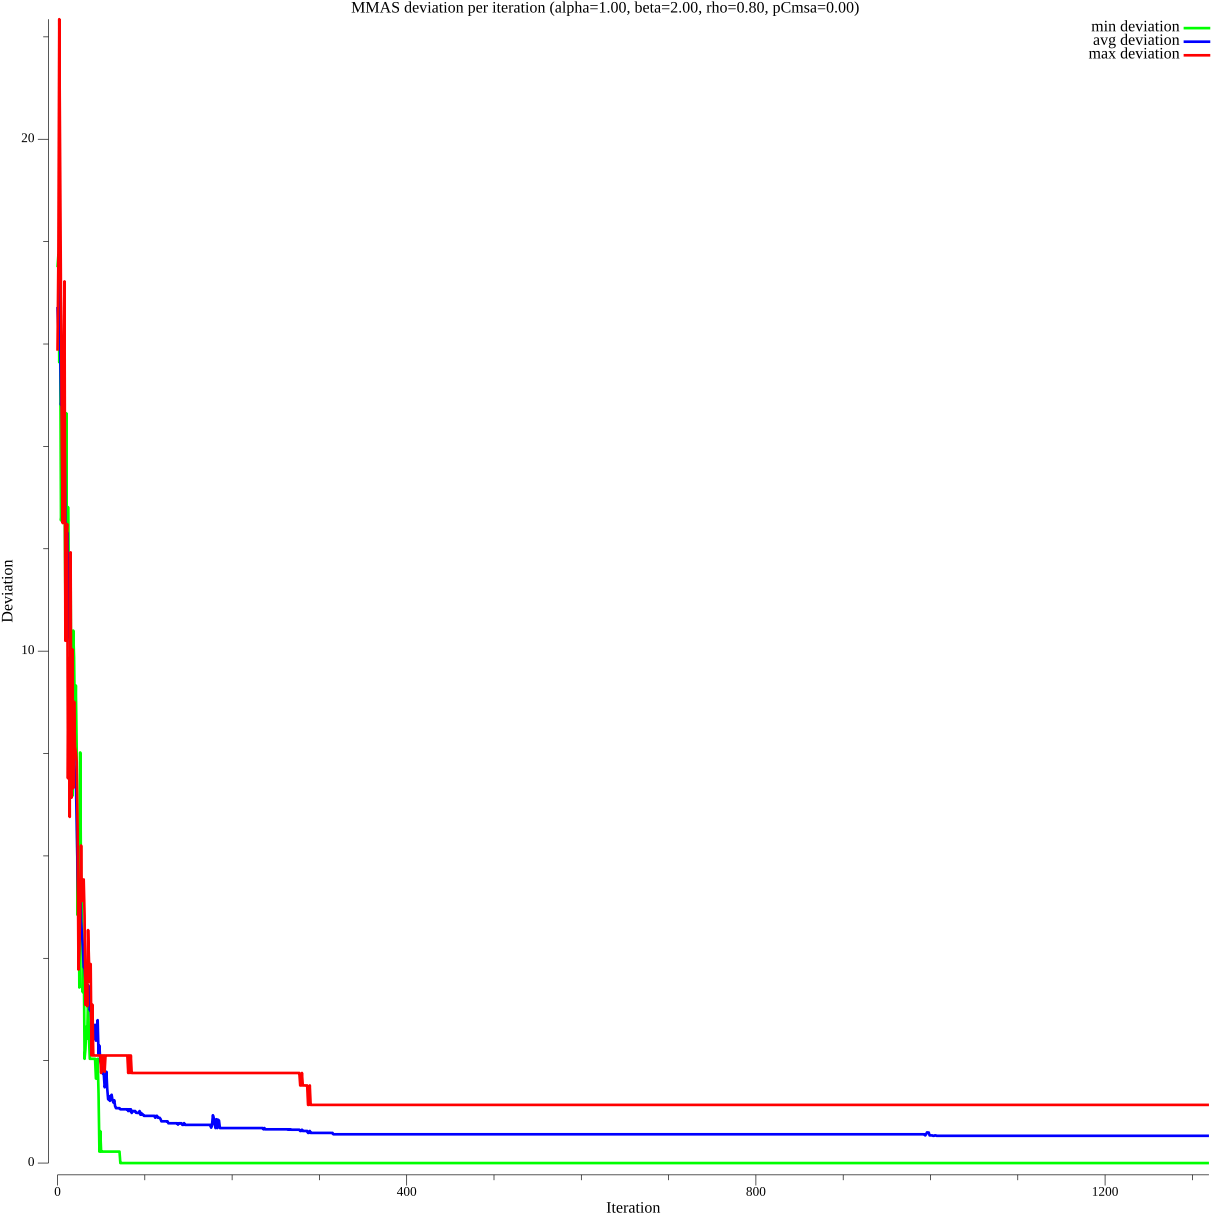 MMAS deviation per iteration (alpha=1.00, beta=2.00, rho=0.80, pCmsa=0.00)
min deviation
avg deviation
max deviation
20
10
0
Deviation
0
400
800
1200
Iteration